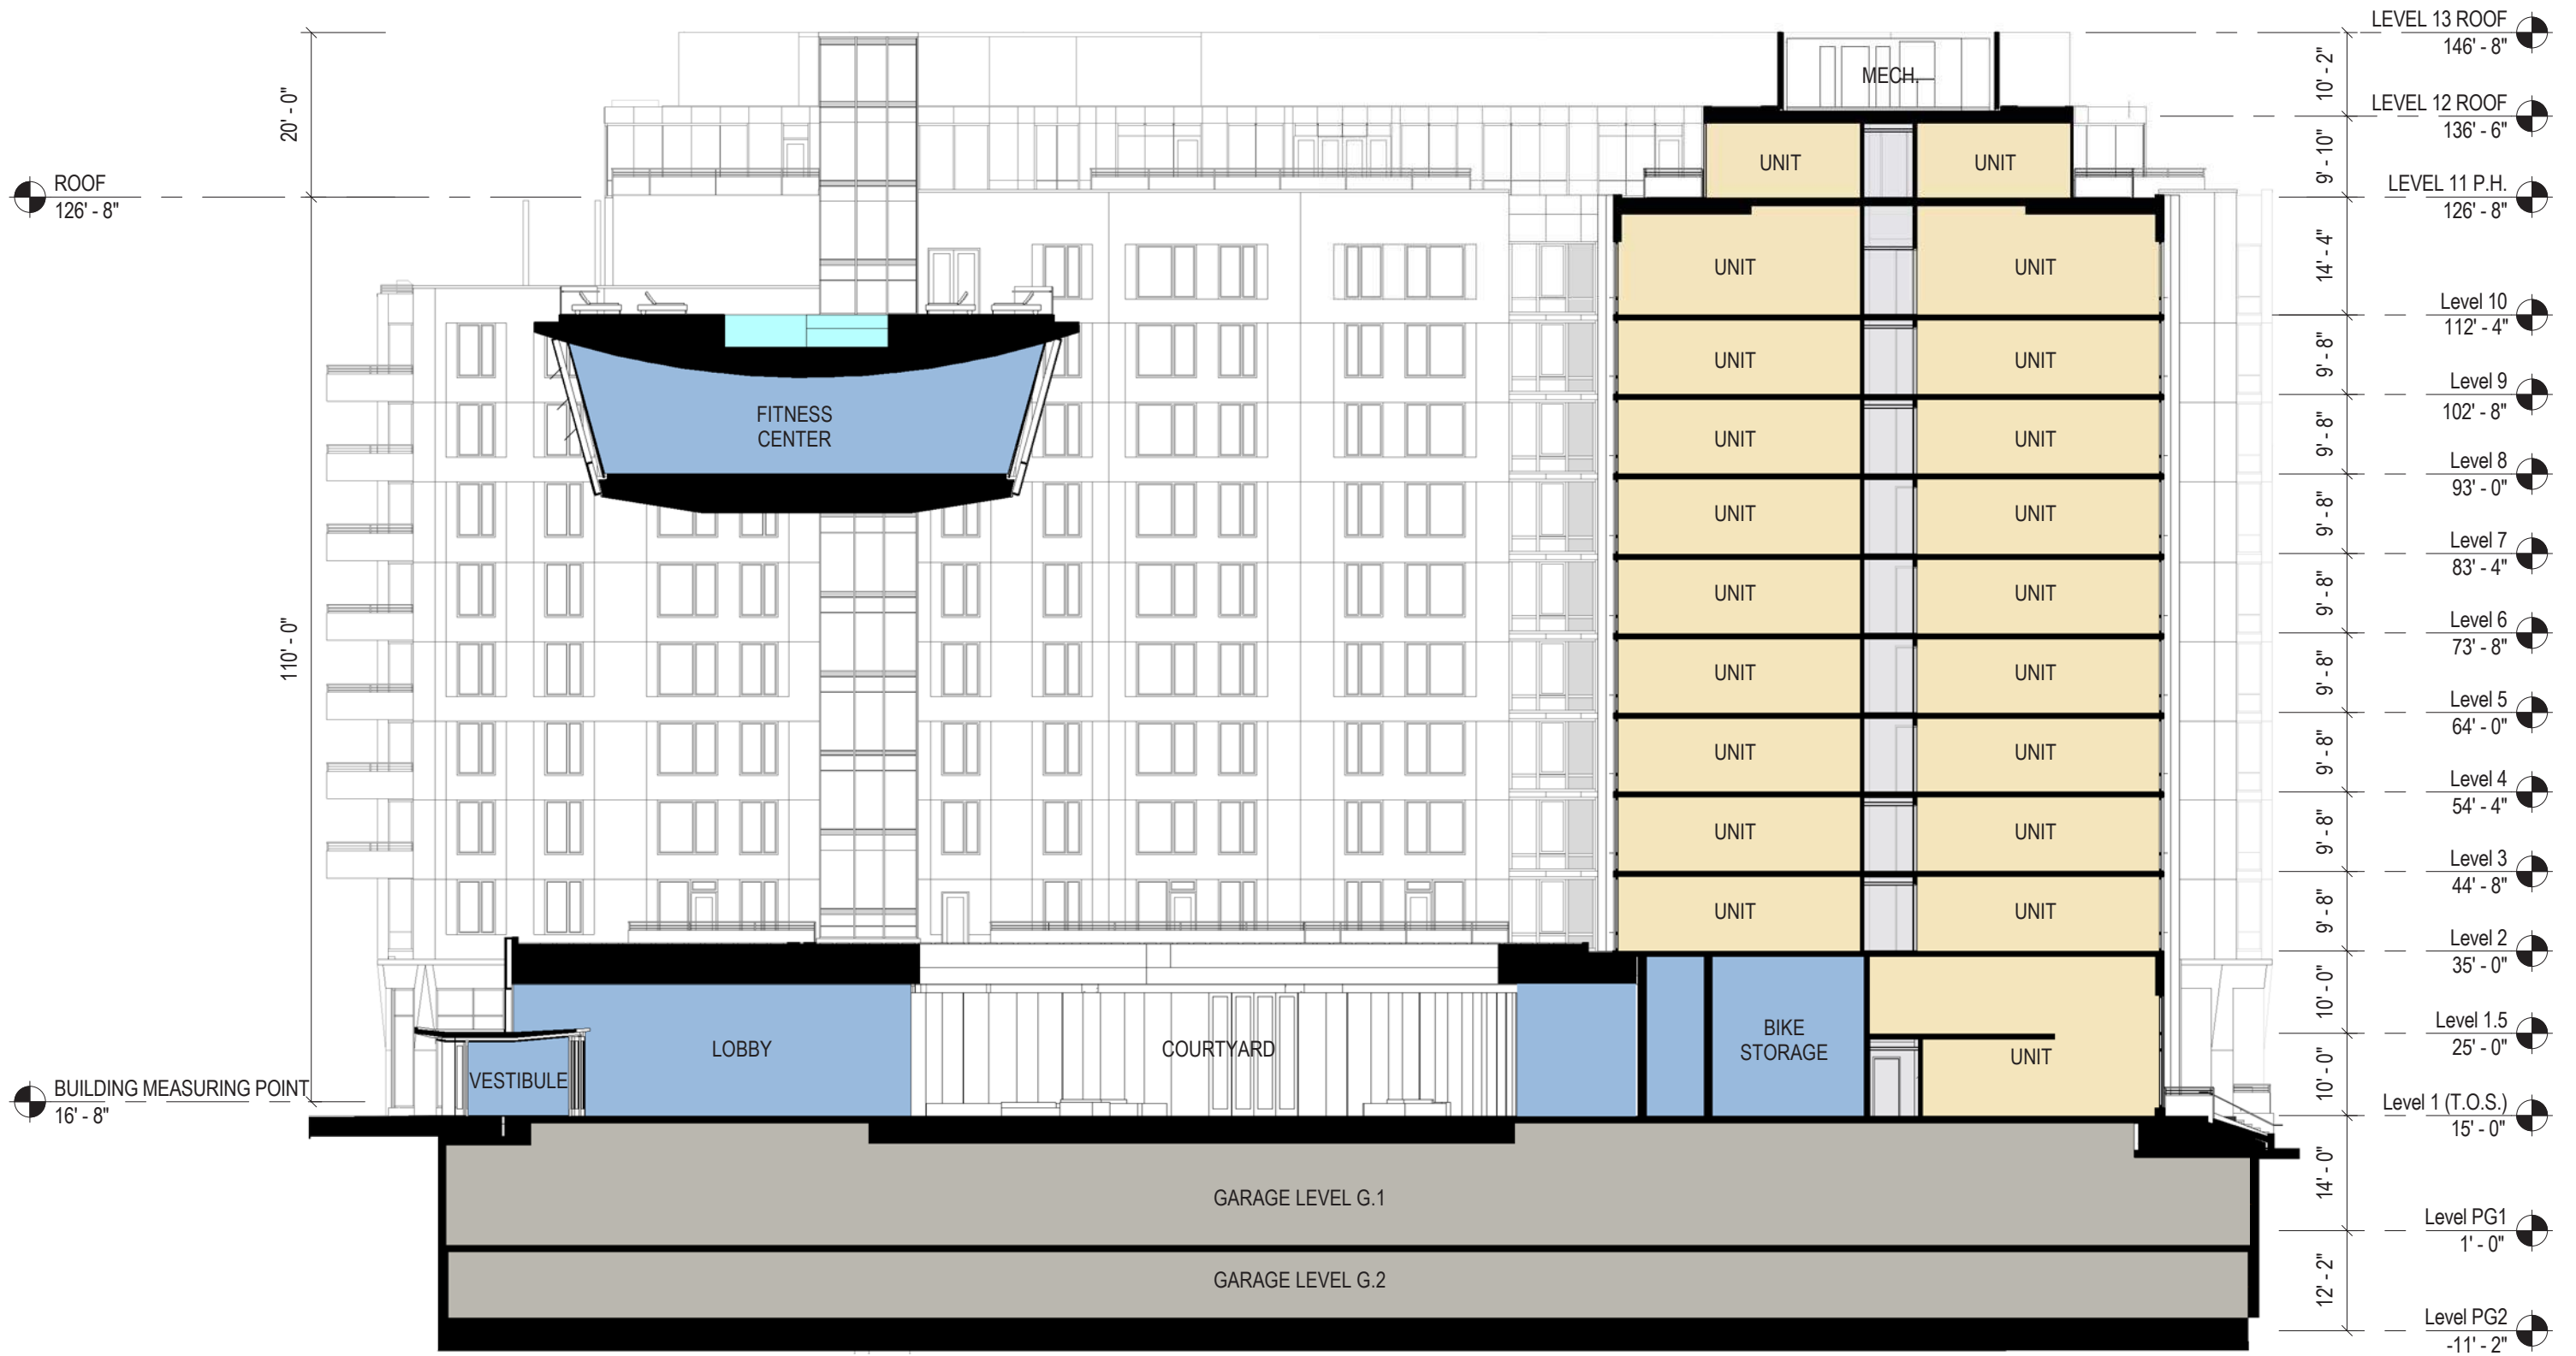 LEVEL 13 ROOF
146' - 8"
10' - 2"
MECH.
20' - 0"
LEVEL 12 ROOF
136' - 6"
9' - 10"
UNIT
UNIT
ROOF
126' - 8"
LEVEL 11 P.H.
126' - 8"
14' - 4"
UNIT
UNIT
Level 10
112' - 4"
9' - 8"
UNIT
UNIT
Level 9
102' - 8"
FITNESS
CENTER
9' - 8"
UNIT
UNIT
Level 8
93' - 0"
9' - 8"
UNIT
UNIT
Level 7
83' - 4"
9' - 8"
UNIT
UNIT
Level 6
73' - 8"
110' - 0"
9' - 8"
UNIT
UNIT
Level 5
64' - 0"
9' - 8"
UNIT
UNIT
Level 4
54' - 4"
9' - 8"
UNIT
UNIT
Level 3
44' - 8"
9' - 8"
UNIT
UNIT
Level 2
35' - 0"
10' - 0"
Level 1.5
25' - 0"
LOBBY
COURTYARD
BIKE
STORAGE
UNIT
VESTIBULE
10' - 0"
BUILDING MEASURING POINT
16' - 8"
Level 1 (T.O.S.)
15' - 0"
14' - 0"
GARAGE LEVEL G.1
Level PG1
1' - 0"
12' - 2"
GARAGE LEVEL G.2
Level PG2
-11' - 2"